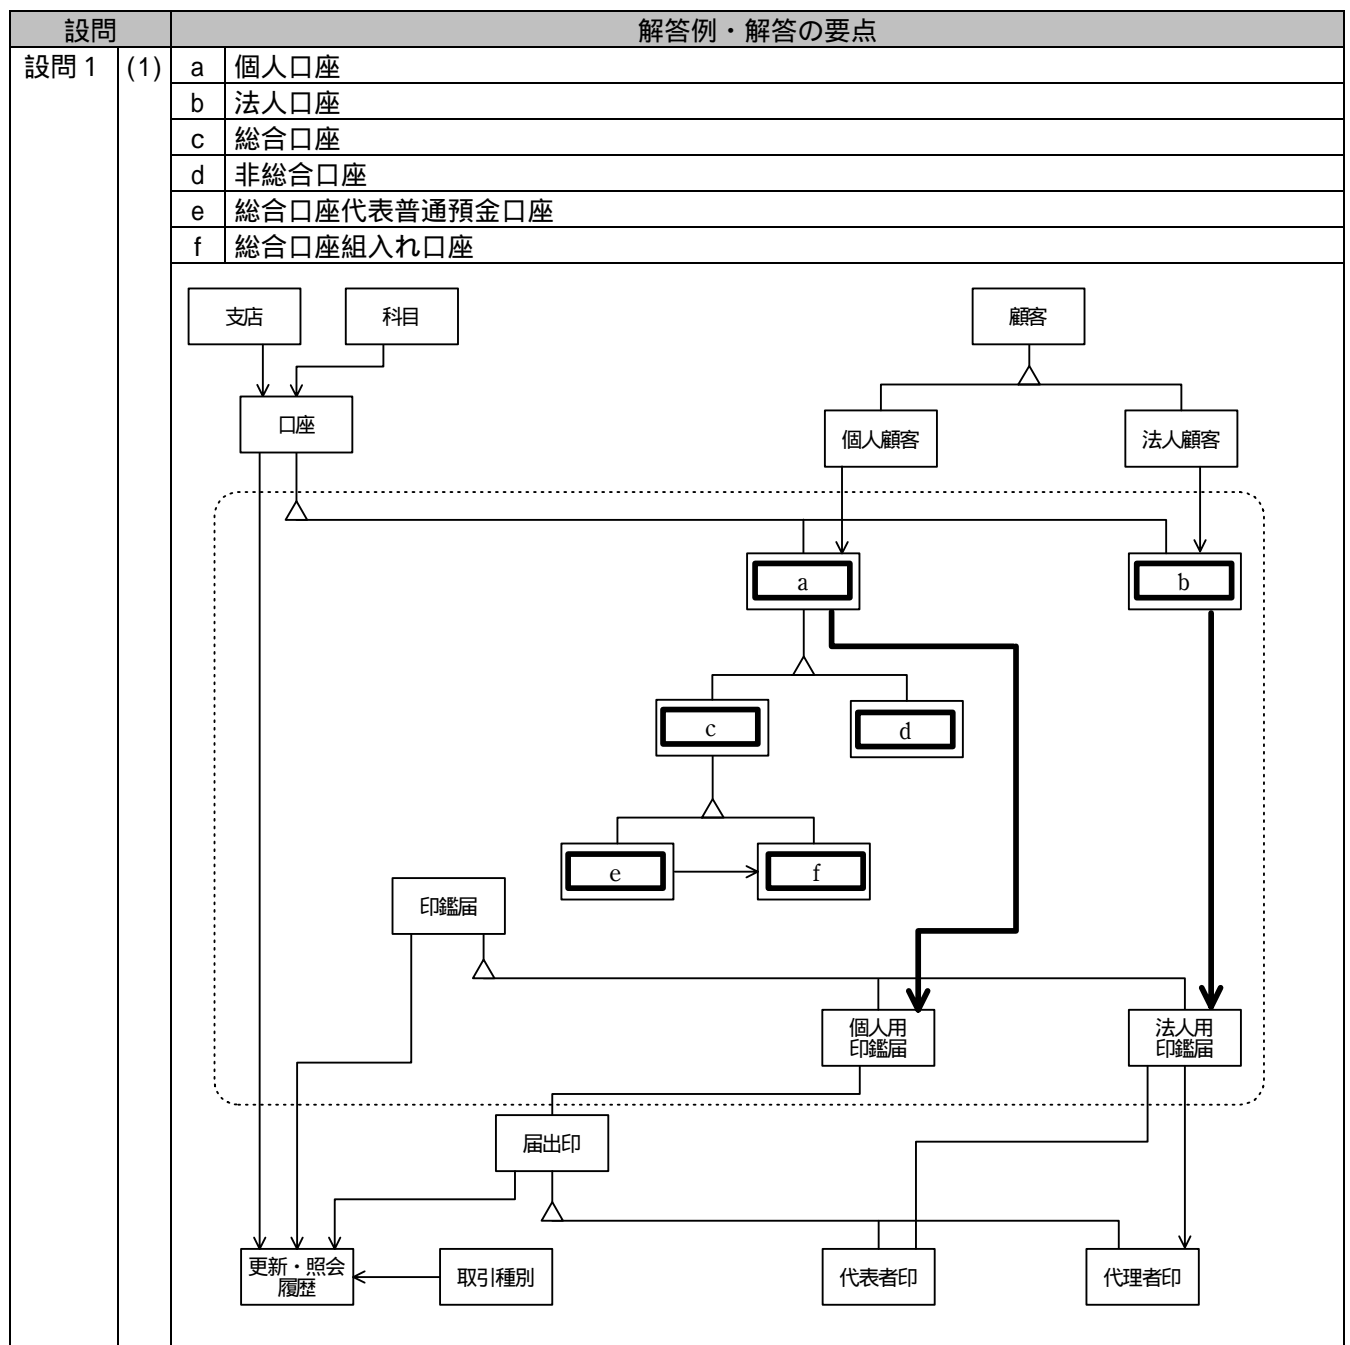 設問 解答例・解答の要点
設問1 (1) a 個人口座
b 法人口座
c 総合口座
d 非総合口座
e 総合口座代表普通預金口座
f 総合口座組入れ口座
支店 科目 顧客
口座 個人顧客 法人顧客
a b
c d
e f
印鑑届
個人用 法人用
印鑑届 印鑑届
届出印
更新・照会
履歴
取引種別 代表者印 代理者印